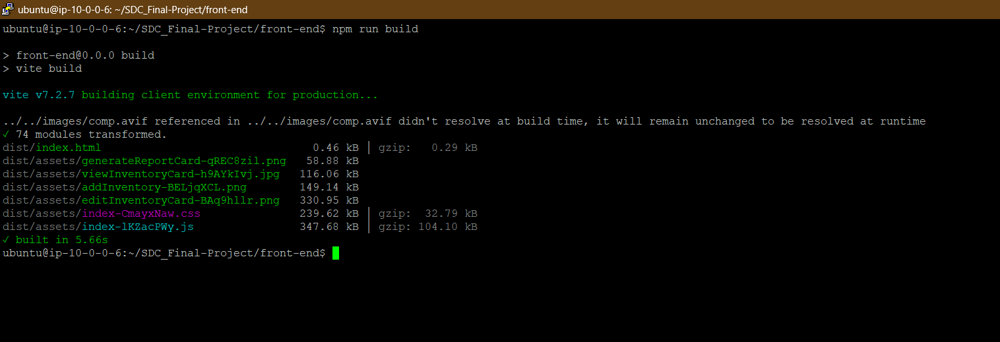 ubuntu@ip-10-0-0-6: ~/SDC_Final-Project/front-end
ubuntu@ip-10-0-0-6:~/SDC_Final-Project/front-end$ npm run build
> front-end@0.0.0 build
> vite build
vite v7.2.7 building client environment for production...
../../images/comp.avif referenced in ../../images/comp.avif didn't resolve at build time, it will remain unchanged to be resolved at runtime
✓ 74 modules transformed.
dist/index.html 0.46 kB │ gzip: 0.29 kB
dist/assets/generateReportCard-qREC8zil.png 58.88 kB
dist/assets/viewInventoryCard-h9AYkIvj.jpg 116.06 kB
dist/assets/addInventory-BELjqXCL.png 149.14 kB
dist/assets/editInventoryCard-BAq9hllr.png 330.95 kB
dist/assets/index-CmayxNaw.css 239.62 kB │ gzip: 32.79 kB
dist/assets/index-lKZacPWy.js 347.68 kB │ gzip: 104.10 kB
✓ built in 5.66s
ubuntu@ip-10-0-0-6:~/SDC_Final-Project/front-end$